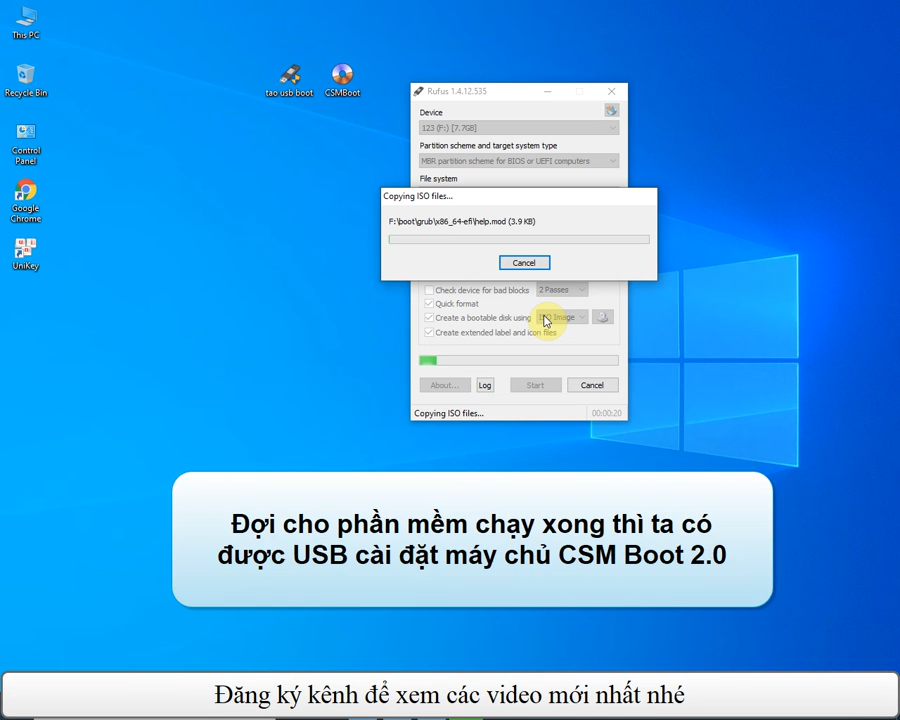 This PC
Recycle Bin
Control
Panel
Google
Chrome
UniKey
tao usb boot
CSMBoot
Rufus 1.4.12.535
Device
123 (F:) [7.7GB]
Partition scheme and target system type
MBR partition scheme for BIOS or UEFI computers
File system
Copying ISO files...
F:\boot\grub\x86_64-efi\help.mod (3.9 KB)
Cancel
Check device for bad blocks
2 Passes
Quick format
Create a bootable disk using
ISO Image
Create extended label and icon files
About...
Log
Start
Cancel
Copying ISO files...
00:00:20
Đợi cho phần mềm chạy xong thì ta có
được USB cài đặt máy chủ CSM Boot 2.0
Đăng ký kênh để xem các video mới nhất nhé